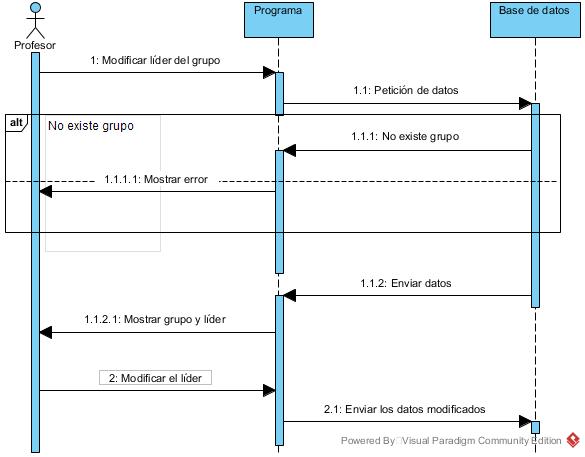 Profesor
Programa
Base de datos
1: Modificar líder del grupo
1.1: Petición de datos
alt
No existe grupo
1.1.1: No existe grupo
1.1.1.1: Mostrar error
1.1.2: Enviar datos
1.1.2.1: Mostrar grupo y líder
2: Modificar el líder
2.1: Enviar los datos modificados
Powered By Visual Paradigm Community Edition